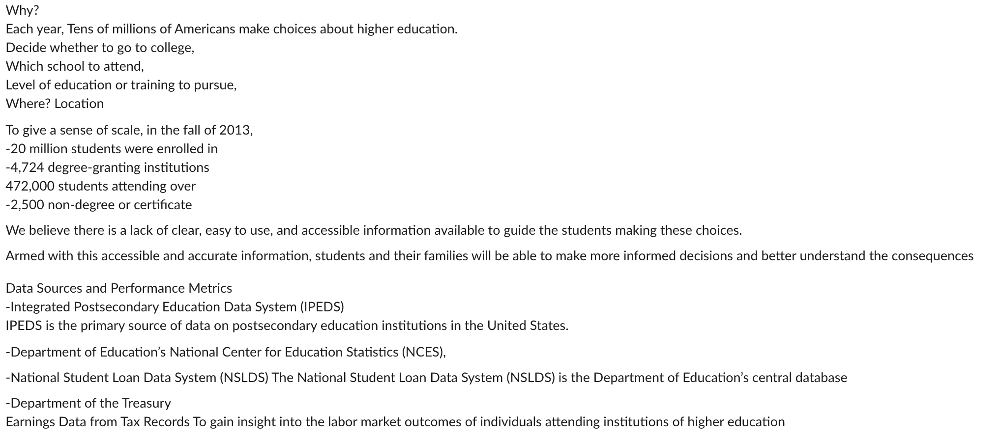 Why?
Each year, Tens of millions of Americans make choices about higher education.
Decide whether to go to college,
Which school to attend,
Level of education or training to pursue,
Where? Location
To give a sense of scale, in the fall of 2013,
-20 million students were enrolled in
-4,724 degree-granting institutions
472,000 students attending over
-2,500 non-degree or certificate
We believe there is a lack of clear, easy to use, and accessible information available to guide the students making these choices.
Armed with this accessible and accurate information, students and their families will be able to make more informed decisions and better understand the consequences
Data Sources and Performance Metrics
-Integrated Postsecondary Education Data System (IPEDS)
IPEDS is the primary source of data on postsecondary education institutions in the United States.
-Department of Education’s National Center for Education Statistics (NCES),
-National Student Loan Data System (NSLDS) The National Student Loan Data System (NSLDS) is the Department of Education’s central database
-Department of the Treasury
Earnings Data from Tax Records To gain insight into the labor market outcomes of individuals attending institutions of higher education